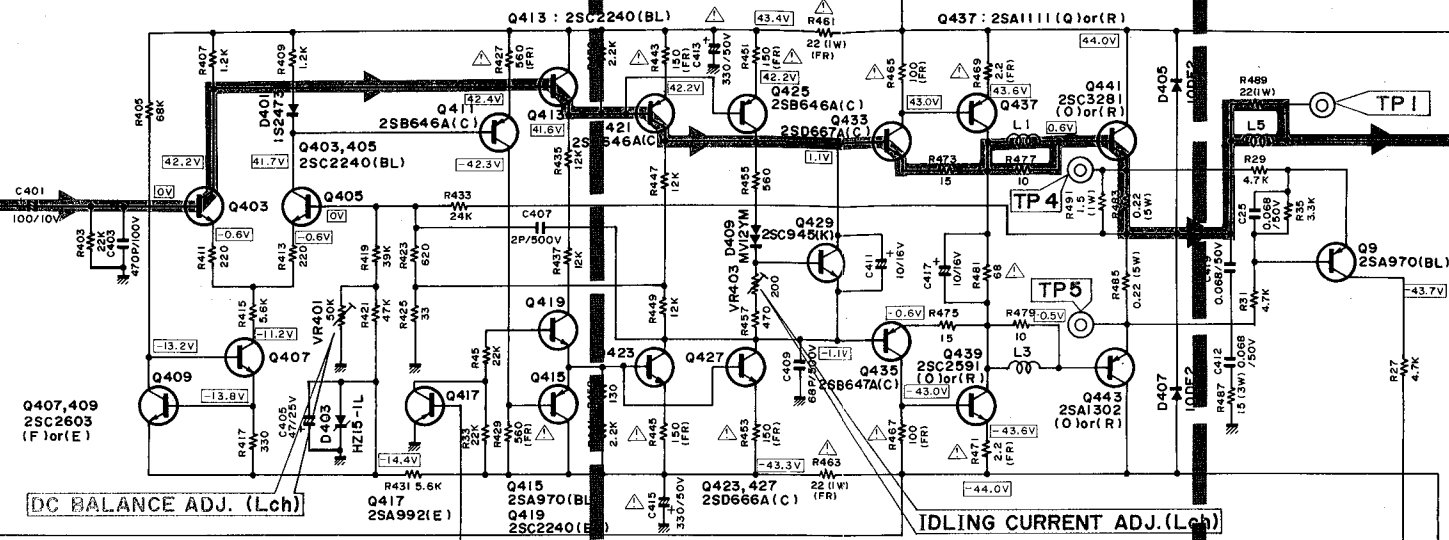 Q413 : 2SC2240(BL)
43.4V
R461
22 (1W)
(FR)
Q437 : 2SA1111(Q)or(R)
44.0V
R407
1.2K
R409
1.2K
R427
560
(FR)
2.2K
R443
150
(FR)
C413
330/50V
R451
150
(FR)
R465
100
(FR)
R469
2.2
(FR)
D405
10DF2
R489
22(1W)
TP 1
L5
R405
68K
D401
1S2473
42.4V
Q411
2SB646A(C)
Q413
41.6V
42.2V
42.2V
Q425
2SB646A(C)
2SD667A(C)
Q433
43.0V
43.6V
Q437
L1
0.6V
Q441
2SC3281
(O)or(R)
42.2V
41.7V
Q403,405
2SC2240(BL)
-42.3V
R435
12K
R447
12K
R455
560
1.1V
R473
15
R477
10
TP 4
R491
1.5
(1W)
R483
0.22
(5W)
R29
4.7K
C25
0.068
/50V
R35
3.3K
C401
100/10V
0V
Q403
Q405
0V
R433
24K
C407
2P/500V
R403
22K
C403
470P/100V
-0.6V
-0.6V
R411
220
R413
220
R419
39K
R423
620
R437
12K
D409
MV12YM
Q429
2SC945(K)
C411
10/16V
C417
10/16V
R481
68
R485
0.22 (5W)
0.068/50V
Q9
2SA970(BL)
-43.7V
VR403
200
TP5
R31
4.7K
R415
5.6K
VR401
50K
R421
47K
R425
33
Q419
R449
12K
R457
470
-0.6V
R475
15
R479
10
-0.5V
-11.2V
-13.2V
Q407
Q409
R45
22K
Q427
C409
68P/500V
-1.1V
Q435
2SB647A(C)
Q439
2SC2591
(O)or(R)
L3
-43.0V
Q443
2SA1302
(O)or(R)
D407
10DF2
C412
0.068
/50V
R487
15 (3W)
R27
4.7K
-13.8V
Q407,409
2SC2603
(F)or(E)
R417
330
C405
47/25V
D403
HZ15-1L
Q417
R33
22K
R429
560
(FR)
Q415
130
2.2K
R445
150
(FR)
R453
150
(FR)
R467
100
(FR)
R471
2.2
(FR)
-43.6V
-14.4V
R431 5.6K
-43.3V
R463
22 (1W)
(FR)
-44.0V
DC BALANCE ADJ. (Lch)
Q417
2SA992(E)
Q415
Q419
2SC2240
C415
330/50V
Q423,427
2SD666A(C)
IDLING CURRENT ADJ.(Lch)